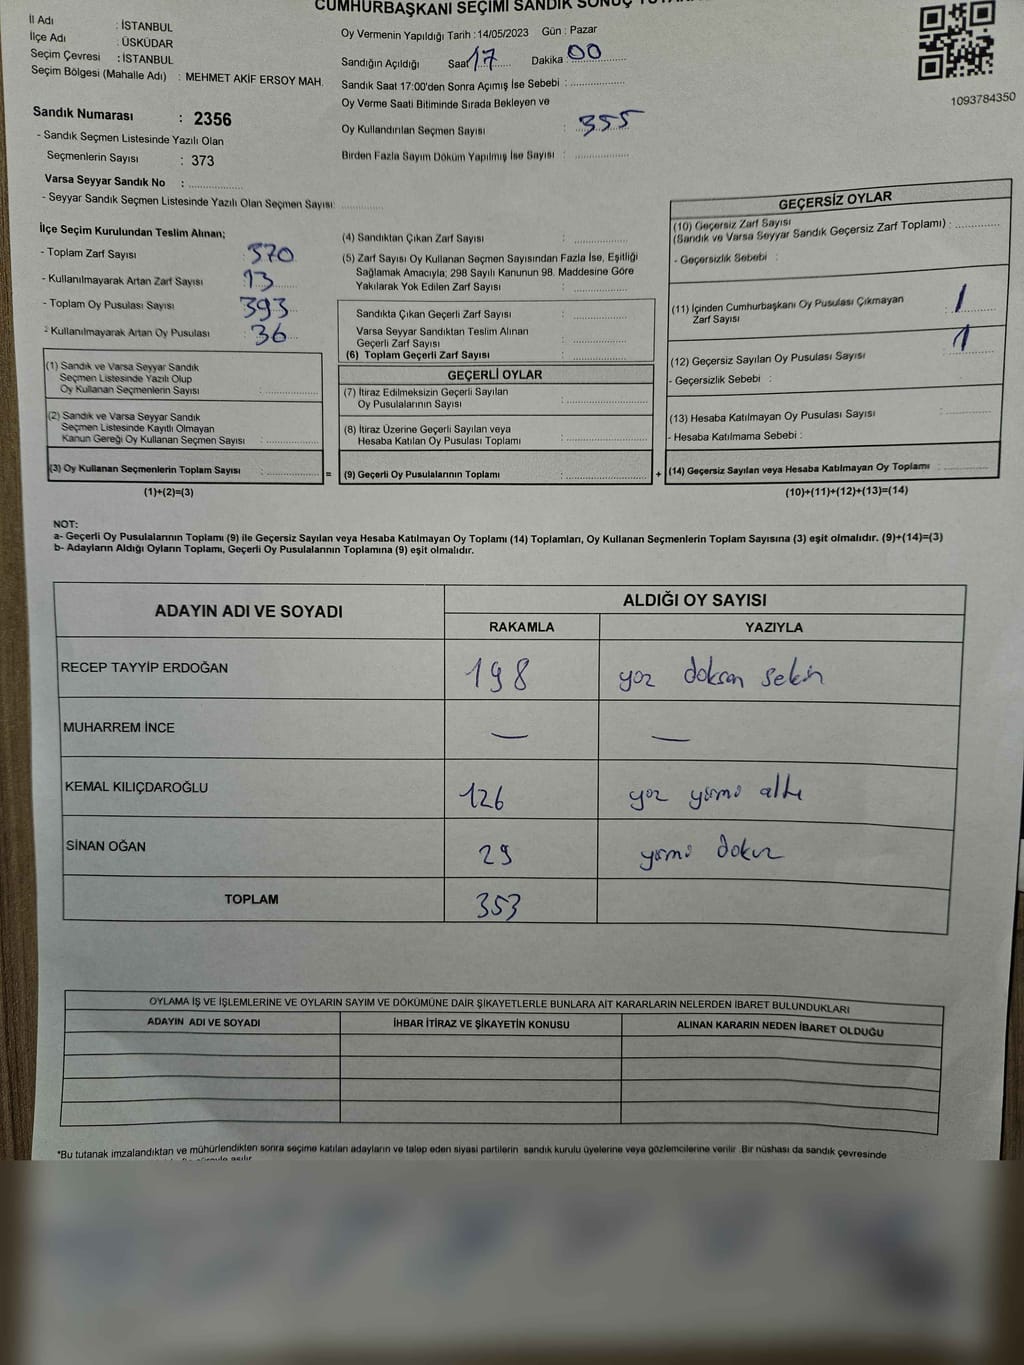 CUMHURBAŞKANI SEÇİMİ SANDIK SONUÇ
İl Adı : İSTANBUL
İlçe Adı : ÜSKÜDAR
Seçim Çevresi : İSTANBUL
Seçim Bölgesi (Mahalle Adı) : MEHMET AKİF ERSOY MAH.
Oy Vermenin Yapıldığı Tarih : 14/05/2023 Gün : Pazar
Sandığın Açıldığı Saat 17 Dakika 00
Sandık Saat 17:00'den Sonra Açımış İse Sebebi :
Oy Verme Saati Bitiminde Sırada Bekleyen ve
Oy Kullandırılan Seçmen Sayısı : 355
Birden Fazla Sayım Döküm Yapılmış İse Sayısı :
1093784350
Sandık Numarası : 2356
- Sandık Seçmen Listesinde Yazılı Olan
Seçmenlerin Sayısı : 373
Varsa Seyyar Sandık No :
- Seyyar Sandık Seçmen Listesinde Yazılı Olan Seçmen Sayısı:
İlçe Seçim Kurulundan Teslim Alınan;
- Toplam Zarf Sayısı : 370
- Kullanılmayarak Artan Zarf Sayısı : 13
- Toplam Oy Pusulası Sayısı : 393
- Kullanılmayarak Artan Oy Pusulası : 36
(1) Sandık ve Varsa Seyyar Sandık
Seçmen Listesinde Yazılı Olup
Oy Kullanan Seçmenlerin Sayısı :
(2) Sandık ve Varsa Seyyar Sandık
Seçmen Listesinde Kayıtlı Olmayan
Kanun Gereği Oy Kullanan Seçmen Sayısı :
(3) Oy Kullanan Seçmenlerin Toplam Sayısı :
(1)+(2)=(3)
(4) Sandıktan Çıkan Zarf Sayısı :
(5) Zarf Sayısı Oy Kullanan Seçmen Sayısından Fazla İse, Eşitliği
Sağlamak Amacıyla; 298 Sayılı Kanunun 98. Maddesine Göre
Yakılarak Yok Edilen Zarf Sayısı :
Sandıkta Çıkan Geçerli Zarf Sayısı :
Varsa Seyyar Sandıktan Teslim Alınan
Geçerli Zarf Sayısı :
(6) Toplam Geçerli Zarf Sayısı :
GEÇERLİ OYLAR
(7) İtiraz Edilmeksizin Geçerli Sayılan
Oy Pusulalarının Sayısı :
(8) İtiraz Üzerine Geçerli Sayılan veya
Hesaba Katılan Oy Pusulası Toplamı :
= (9) Geçerli Oy Pusulalarının Toplamı :
GEÇERSİZ OYLAR
(10) Geçersiz Zarf Sayısı
(Sandık ve Varsa Seyyar Sandık Geçersiz Zarf Toplamı) :
- Geçersizlik Sebebi :
(11) İçinden Cumhurbaşkanı Oy Pusulası Çıkmayan
Zarf Sayısı 1
(12) Geçersiz Sayılan Oy Pusulası Sayısı : 1
- Geçersizlik Sebebi :
(13) Hesaba Katılmayan Oy Pusulası Sayısı :
- Hesaba Katılmama Sebebi :
+ (14) Geçersiz Sayılan veya Hesaba Katılmayan Oy Toplamı :
(10)+(11)+(12)+(13)=(14)
NOT:
a- Geçerli Oy Pusulalarının Toplamı (9) ile Geçersiz Sayılan veya Hesaba Katılmayan Oy Toplamı (14) Toplamları, Oy Kullanan Seçmenlerin Toplam Sayısına (3) eşit olmalıdır. (9)+(14)=(3)
b- Adayların Aldığı Oyların Toplamı, Geçerli Oy Pusulalarının Toplamına (9) eşit olmalıdır.
ADAYIN ADI VE SOYADI ALDIĞI OY SAYISI
RAKAMLA YAZIYLA
RECEP TAYYİP ERDOĞAN 198 yüz doksan sekiz
MUHARREM İNCE — —
KEMAL KILIÇDAROĞLU 126 yüz yirmi altı
SİNAN OĞAN 29 yirmi dokuz
TOPLAM 353
OYLAMA İŞ VE İŞLEMLERİNE VE OYLARIN SAYIM VE DÖKÜMÜNE DAİR ŞİKAYETLERLE BUNLARA AİT KARARLARIN NELERDEN İBARET BULUNDUKLARI
ADAYIN ADI VE SOYADI İHBAR İTİRAZ VE ŞİKAYETİN KONUSU ALINAN KARARIN NEDEN İBARET OLDUĞU
*Bu tutanak imzalandıktan ve mühürlendikten sonra seçime katılan adayların ve talep eden siyasi partilerin sandık kurulu üyelerine veya gözlemcilerine verilir .Bir nüshası da sandık çevresinde